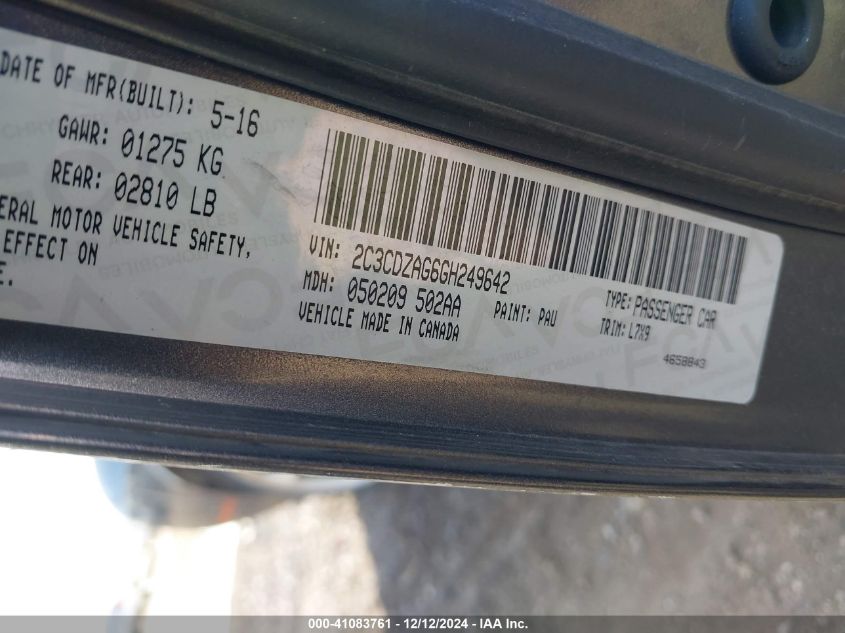 DATE OF MFR(BUILT): 5-16
GAWR: 01275 KG
REAR: 02810 LB
ERAL MOTOR VEHICLE SAFETY,
EFFECT ON
E.
VIN: 2C3CDZAG6GH249642
MDH: 050209 502AA
PAINT: PAU
VEHICLE MADE IN CANADA
TYPE: PASSENGER CAR
TRIM: L7X9
4658843
000-41083761 - 12/12/2024 - IAA Inc.